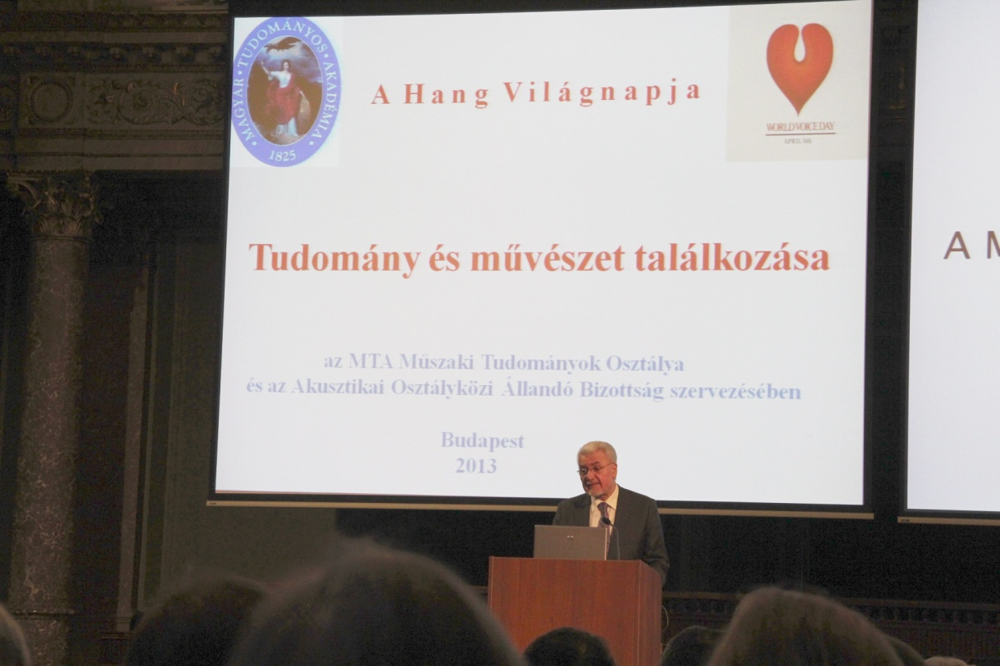 MAGYAR • TUDOMÁNYOS • AKADÉMIA •
1825
A Hang Világnapja
WORLD VOICE DAY
APRIL 16th
Tudomány és művészet találkozása
az MTA Műszaki Tudományok Osztálya
és az Akusztikai Osztályközi Állandó Bizottság szervezésében
Budapest
2013
A M